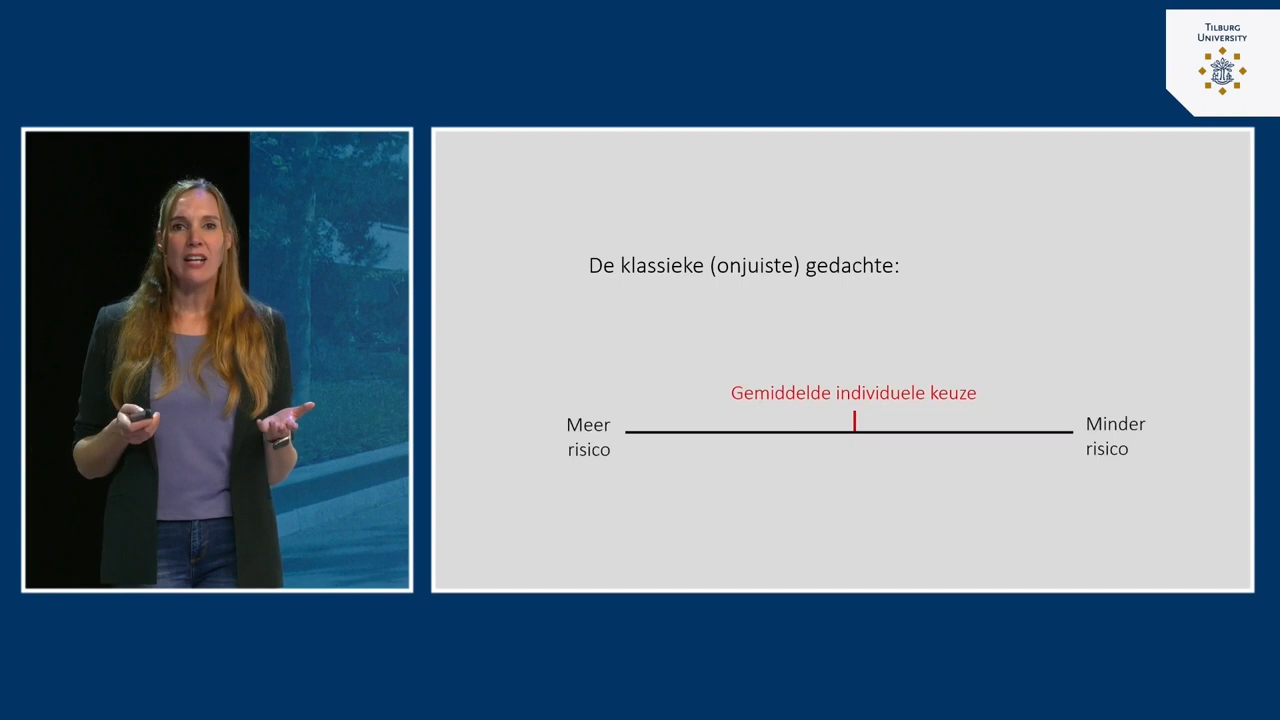 TILBURG
UNIVERSITY
De klassieke (onjuiste) gedachte:
Gemiddelde individuele keuze
Meer
risico
Minder
risico